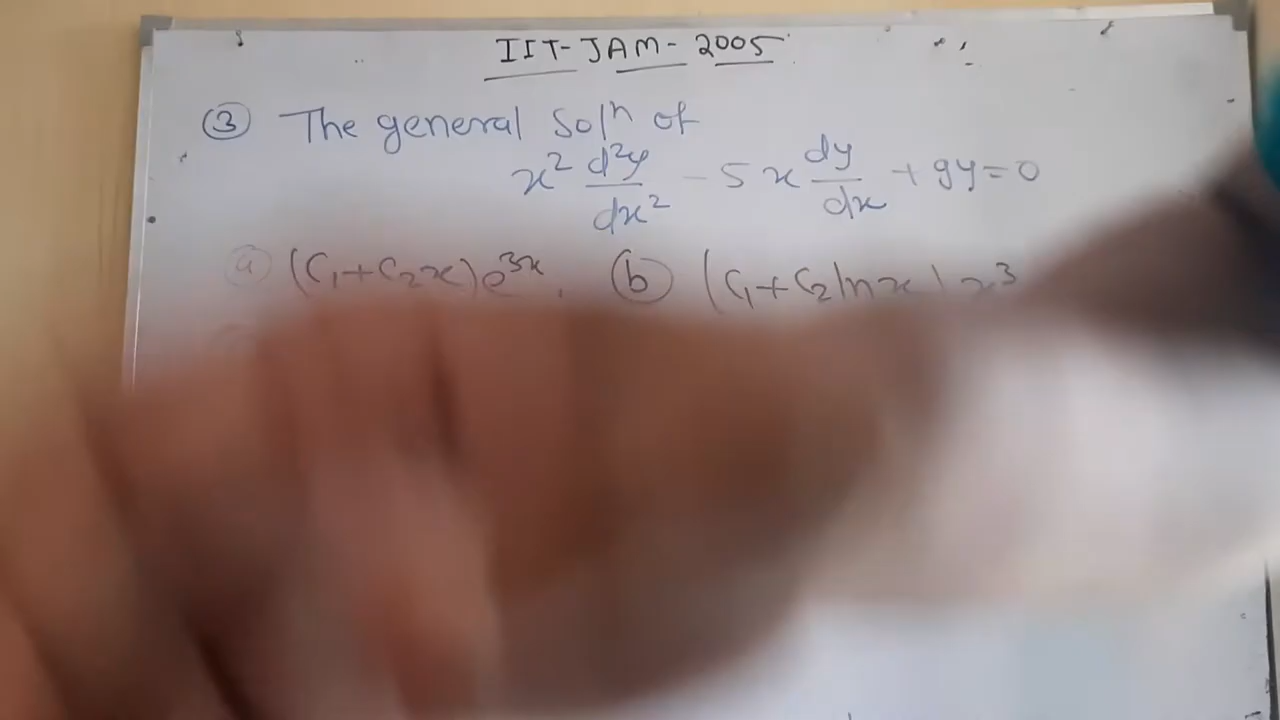 IIT-JAM-2005
③ The general Solⁿ of
x² d²y/dx² - 5x dy/dx + 9y = 0
ⓐ (C₁+C₂x)e³ˣ, ⓑ (C₁+C₂lnx)x³